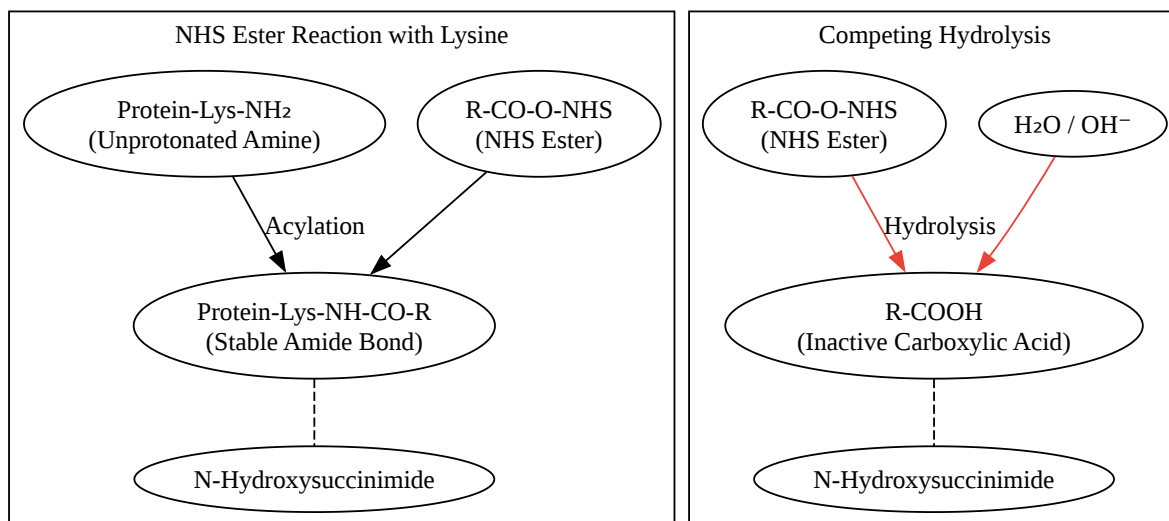 NHS Ester Reaction with Lysine
Protein-Lys-NH₂
(Unprotonated Amine)
R-CO-O-NHS
(NHS Ester)
Acylation
Protein-Lys-NH-CO-R
(Stable Amide Bond)
N-Hydroxysuccinimide
Competing Hydrolysis
R-CO-O-NHS
(NHS Ester)
H₂O / OH⁻
Hydrolysis
R-COOH
(Inactive Carboxylic Acid)
N-Hydroxysuccinimide